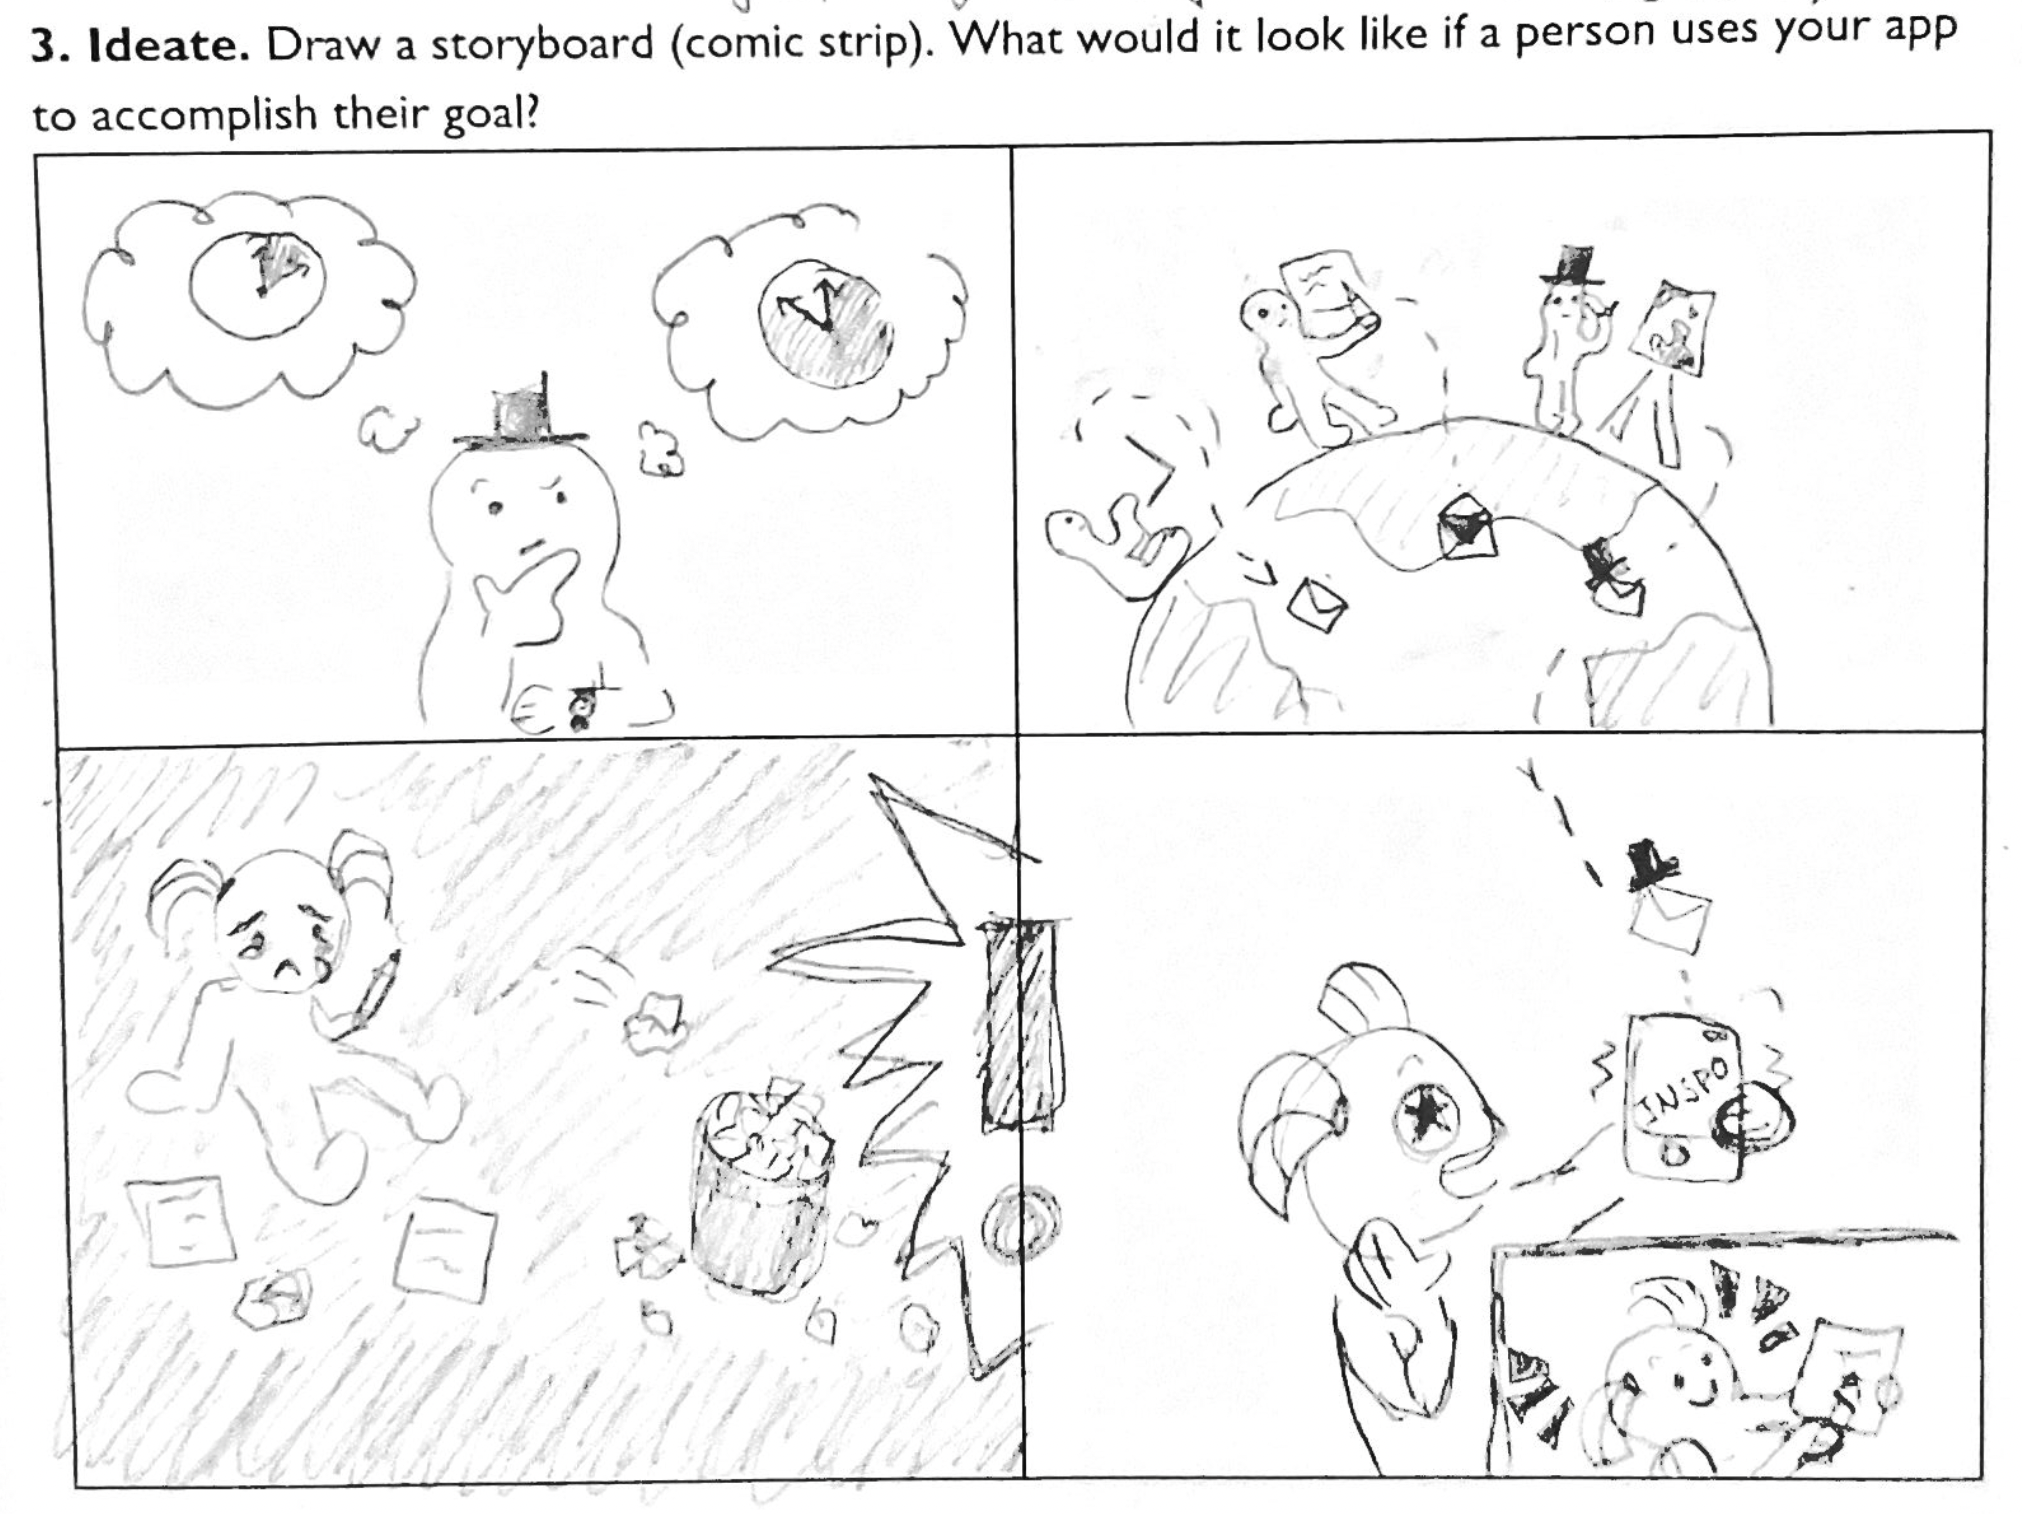 3. Ideate. Draw a storyboard (comic strip). What would it look like if a person uses your app
to accomplish their goal?
INSPO